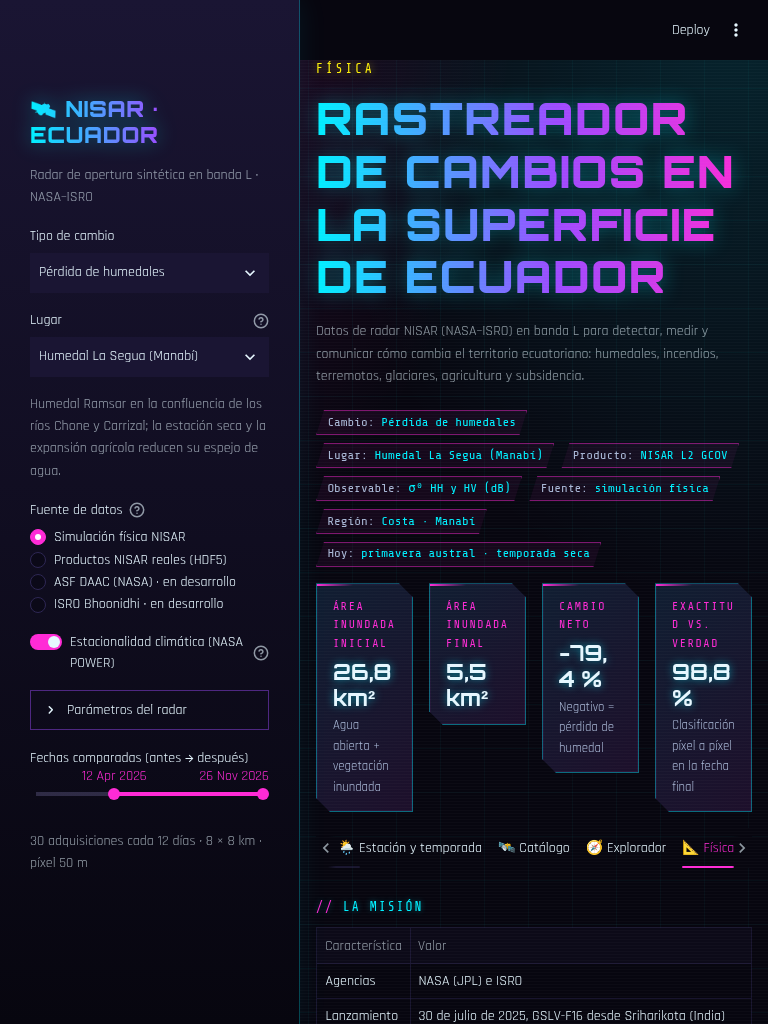 NISAR ·
ECUADOR
Radar de apertura sintética en banda L ·
NASA–ISRO
Tipo de cambio
Pérdida de humedales
Lugar
Humedal La Segua (Manabí)
Humedal Ramsar en la confluencia de los
ríos Chone y Carrizal; la estación seca y la
expansión agrícola reducen su espejo de
agua.
Fuente de datos
Simulación física NISAR
Productos NISAR reales (HDF5)
ASF DAAC (NASA) · en desarrollo
ISRO Bhoonidhi · en desarrollo
Estacionalidad climática (NASA
POWER)
Parámetros del radar
Fechas comparadas (antes → después)
12 Apr 2026 26 Nov 2026
30 adquisiciones cada 12 días · 8 × 8 km ·
píxel 50 m
Deploy
FÍSICA
RASTREADOR
DE CAMBIOS EN
LA SUPERFICIE
DE ECUADOR
Datos de radar NISAR (NASA–ISRO) en banda L para detectar, medir y
comunicar cómo cambia el territorio ecuatoriano: humedales, incendios,
terremotos, glaciares, agricultura y subsidencia.
Cambio: Pérdida de humedales
Lugar: Humedal La Segua (Manabí) Producto: NISAR L2 GCOV
Observable: σ⁰ HH y HV (dB) Fuente: simulación física
Región: Costa · Manabí
Hoy: primavera austral · temporada seca
ÁREA
INUNDADA
INICIAL
26,8
km²
Agua
abierta +
vegetación
inundada
ÁREA
INUNDADA
FINAL
5,5
km²
CAMBIO
NETO
-79,
4 %
Negativo =
pérdida de
humedal
EXACTITU
D VS.
VERDAD
98,8
%
Clasificación
píxel a píxel
en la fecha
final
Estación y temporada Catálogo Explorador Física
// LA MISIÓN
Característica Valor
Agencias NASA (JPL) e ISRO
Lanzamiento 30 de julio de 2025, GSLV-F16 desde Sriharikota (India)